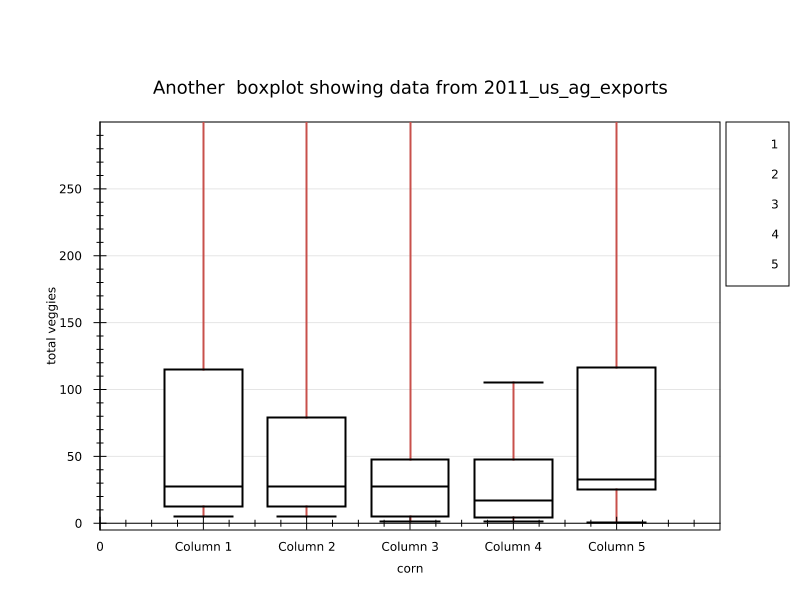 Another  boxplot showing data from 2011_us_ag_exports
1
2
3
4
5
total veggies
250
200
150
100
50
0
0
Column 1
Column 2
Column 3
Column 4
Column 5
corn